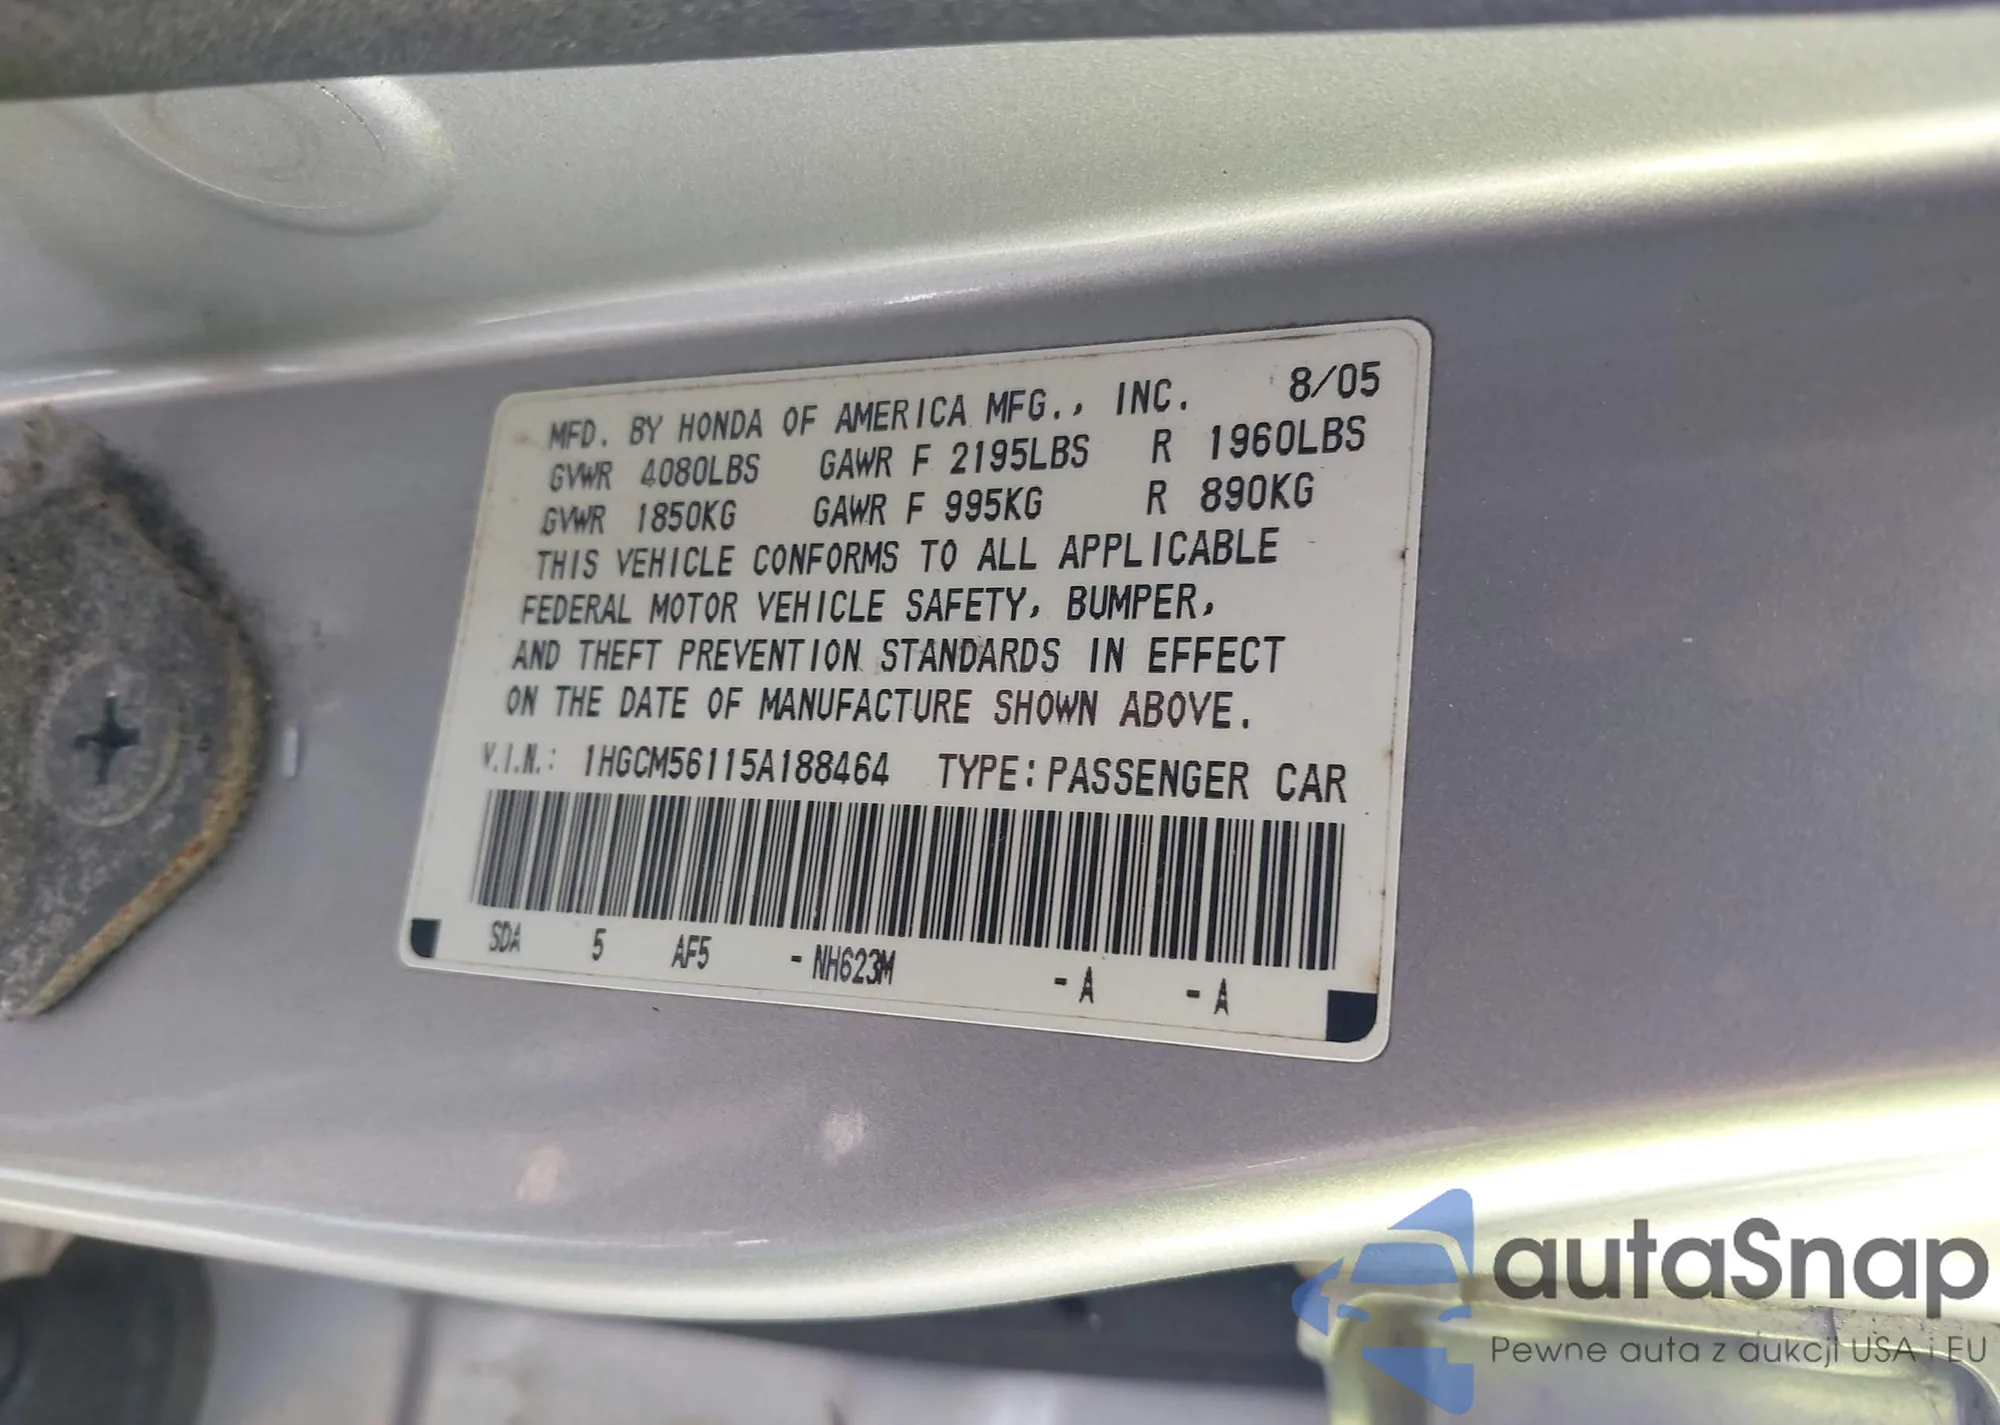 MFD. BY HONDA OF AMERICA MFG., INC. 8/05
GVWR 4080LBS GAWR F 2195LBS R 1960LBS
GVWR 1850KG GAWR F 995KG R 890KG
THIS VEHICLE CONFORMS TO ALL APPLICABLE
FEDERAL MOTOR VEHICLE SAFETY, BUMPER,
AND THEFT PREVENTION STANDARDS IN EFFECT
ON THE DATE OF MANUFACTURE SHOWN ABOVE.
V.I.N.: 1HGCM56115A188464 TYPE: PASSENGER CAR
SDA 5 AF5 -NH623M -A -A
autaSnap
Pewne auta z aukcji USA i EU